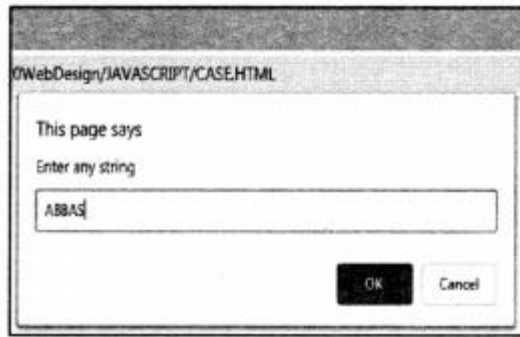 0WebDesign/JAVASCRIPT/CASE.HTML
This page says
Enter any string
ABBAS
OK
Cancel